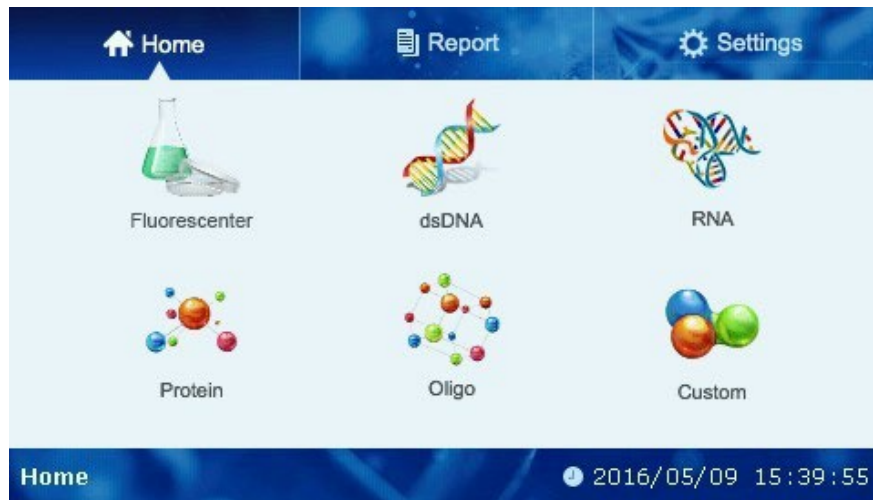 Home Report Settings
Fluorescenter dsDNA RNA
Protein Oligo Custom
Home 2016/05/09 15:39:55